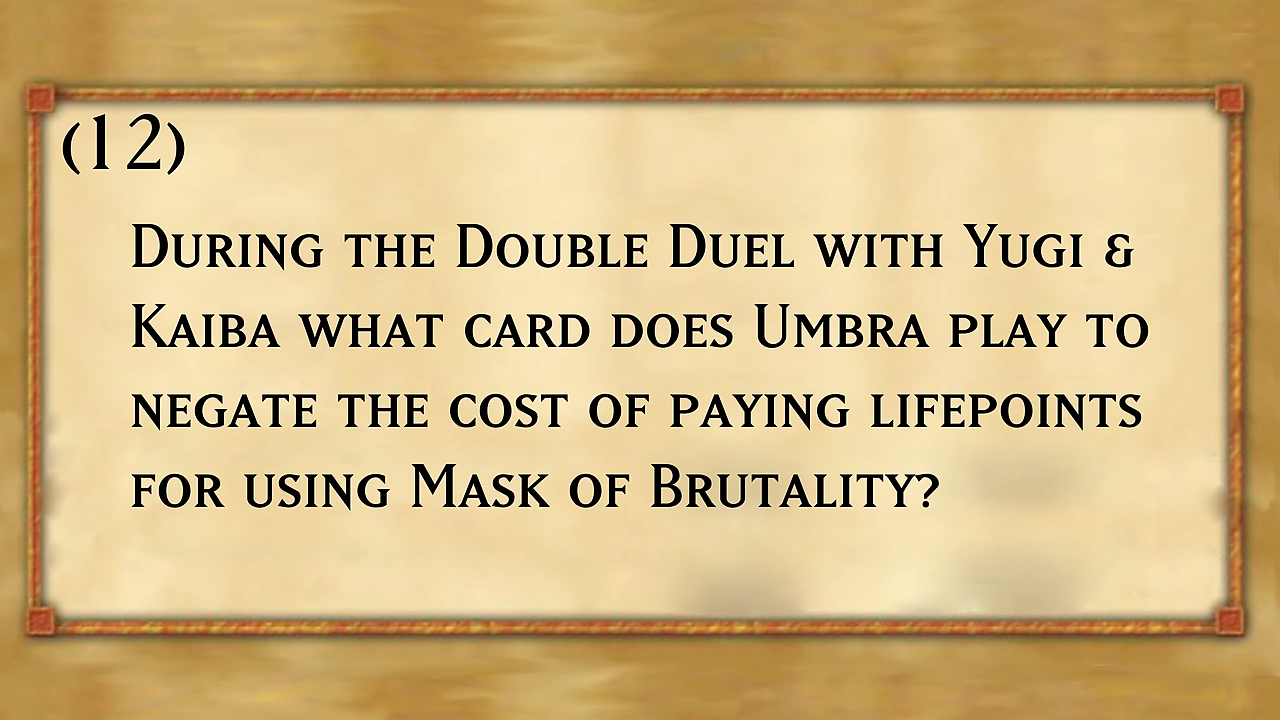 (12)
During the Double Duel with Yugi &
Kaiba what card does Umbra play to
negate the cost of paying lifepoints
for using Mask of Brutality?